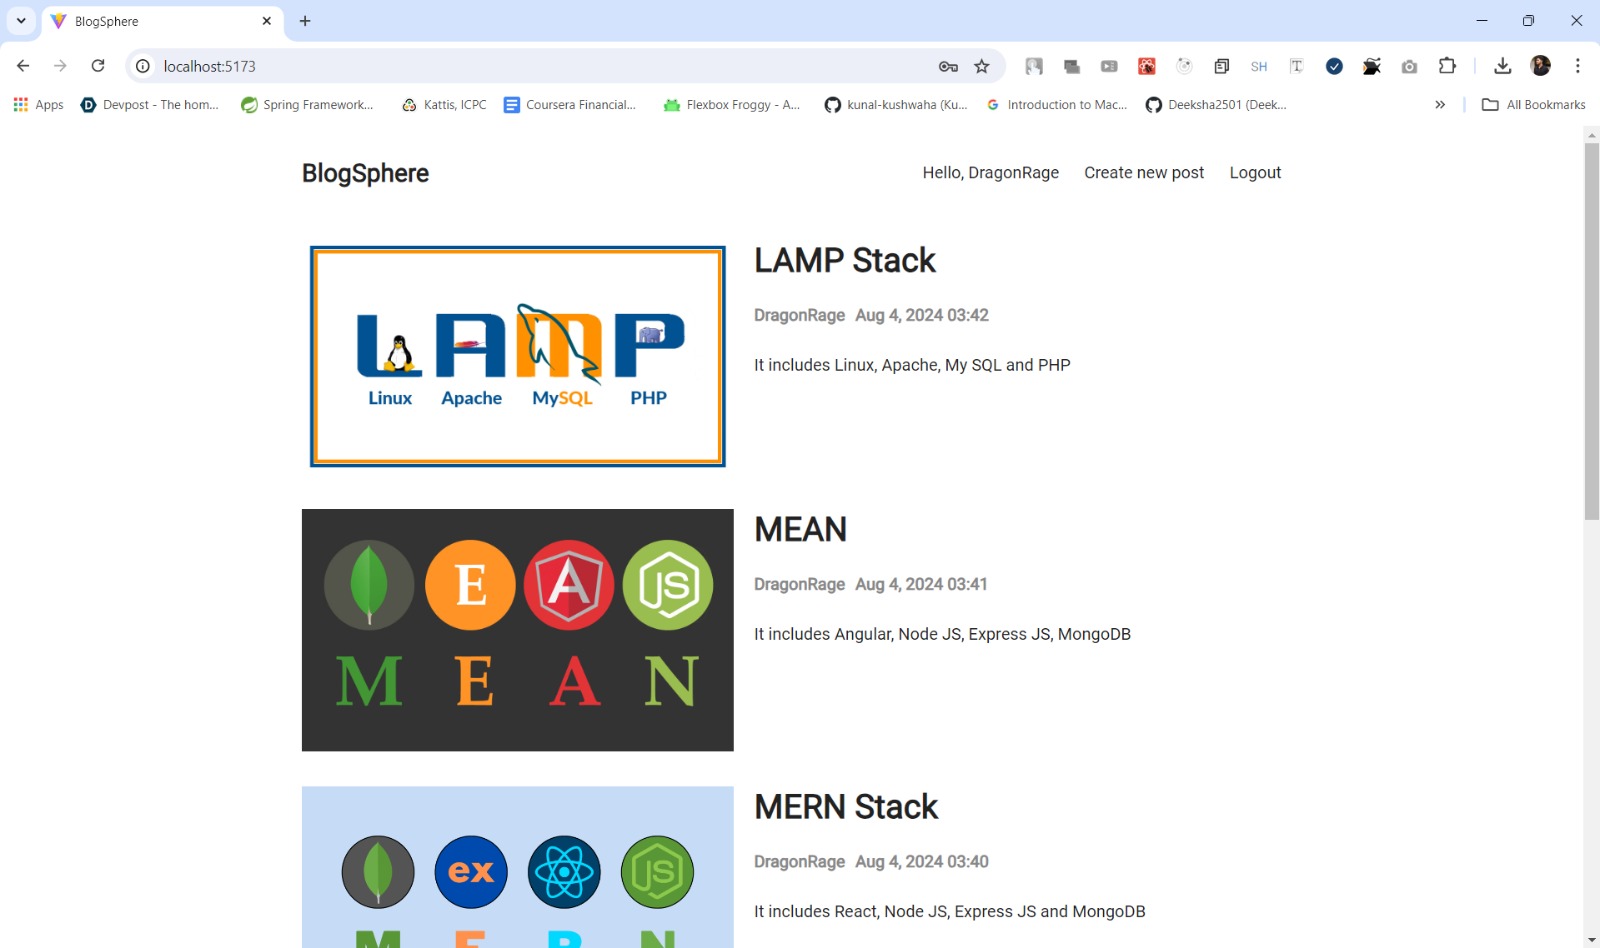 BlogSphere
localhost:5173
SH
T
Apps
Devpost - The hom...
Spring Framework...
Kattis, ICPC
Coursera Financial...
Flexbox Froggy - A...
kunal-kushwaha (Ku...
Introduction to Mac...
Deeksha2501 (Deek...
»
All Bookmarks
BlogSphere
Hello, DragonRage
Create new post
Logout
LAMP
Linux Apache MySQL PHP
LAMP Stack
DragonRage Aug 4, 2024 03:42
It includes Linux, Apache, My SQL and PHP
E A JS
M E A N
MEAN
DragonRage Aug 4, 2024 03:41
It includes Angular, Node JS, Express JS, MongoDB
ex JS
M E R N
MERN Stack
DragonRage Aug 4, 2024 03:40
It includes React, Node JS, Express JS and MongoDB